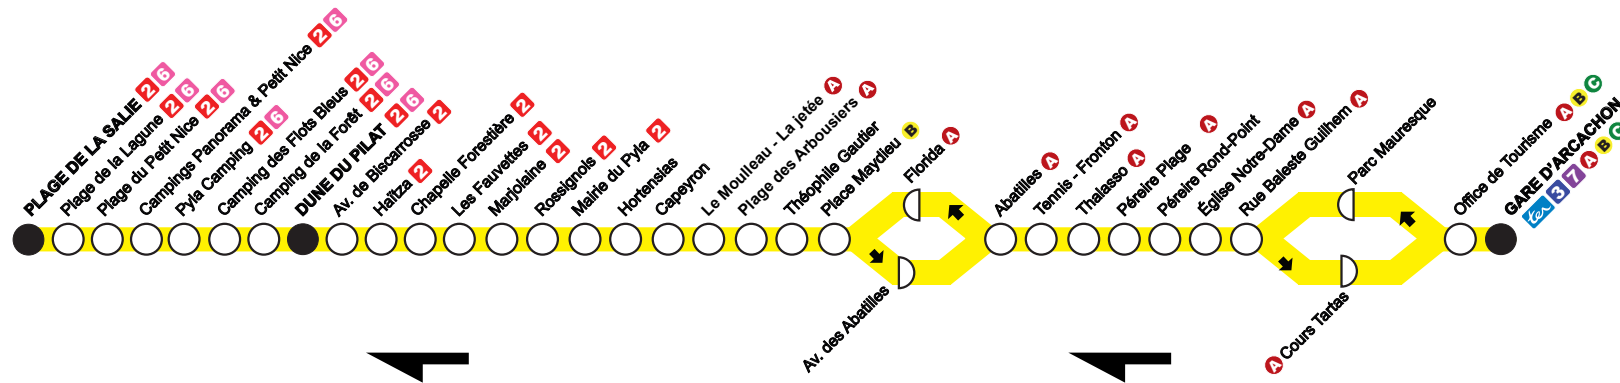 PLAGE DE LA SALIE 2 6
Plage de la Lagune 2 6
Plage du Petit Nice 2 6
Campings Panorama & Petit Nice 2 6
Pyla Camping 2 6
Camping des Flots Bleus 2 6
Camping de la Forêt 2 6
DUNE DU PILAT 2 6
Av. de Biscarrosse 2
Haïtza 2
Chapelle Forestière 2
Les Fauvettes 2
Marjolaine 2
Rossignols 2
Mairie du Pyla 2
Hortensias
Capeyron
Le Moulleau - La jetée A
Plage des Arbousiers A
Théophile Gautier
Place Maydieu B
Florida A
Av. des Abatilles
Abatilles A
Tennis - Fronton A
Thalasso A
Péreire Plage A
Péreire Rond-Point
Église Notre-Dame A
Rue Baleste Guilhem A
Parc Mauresque
A Cours Tartas
Office de Tourisme A B C
GARE D'ARCACHON
ter 3 7 A B C